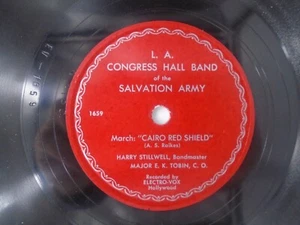 L. A.
CONGRESS HALL BAND
of the
SALVATION ARMY
1659
March: "CAIRO RED SHIELD"
(A. S. Raikes)
HARRY STILLWELL, Bandmaster
MAJOR E. K. TOBIN, C. O.
Recorded by
ELECTRO-VOX
Hollywood